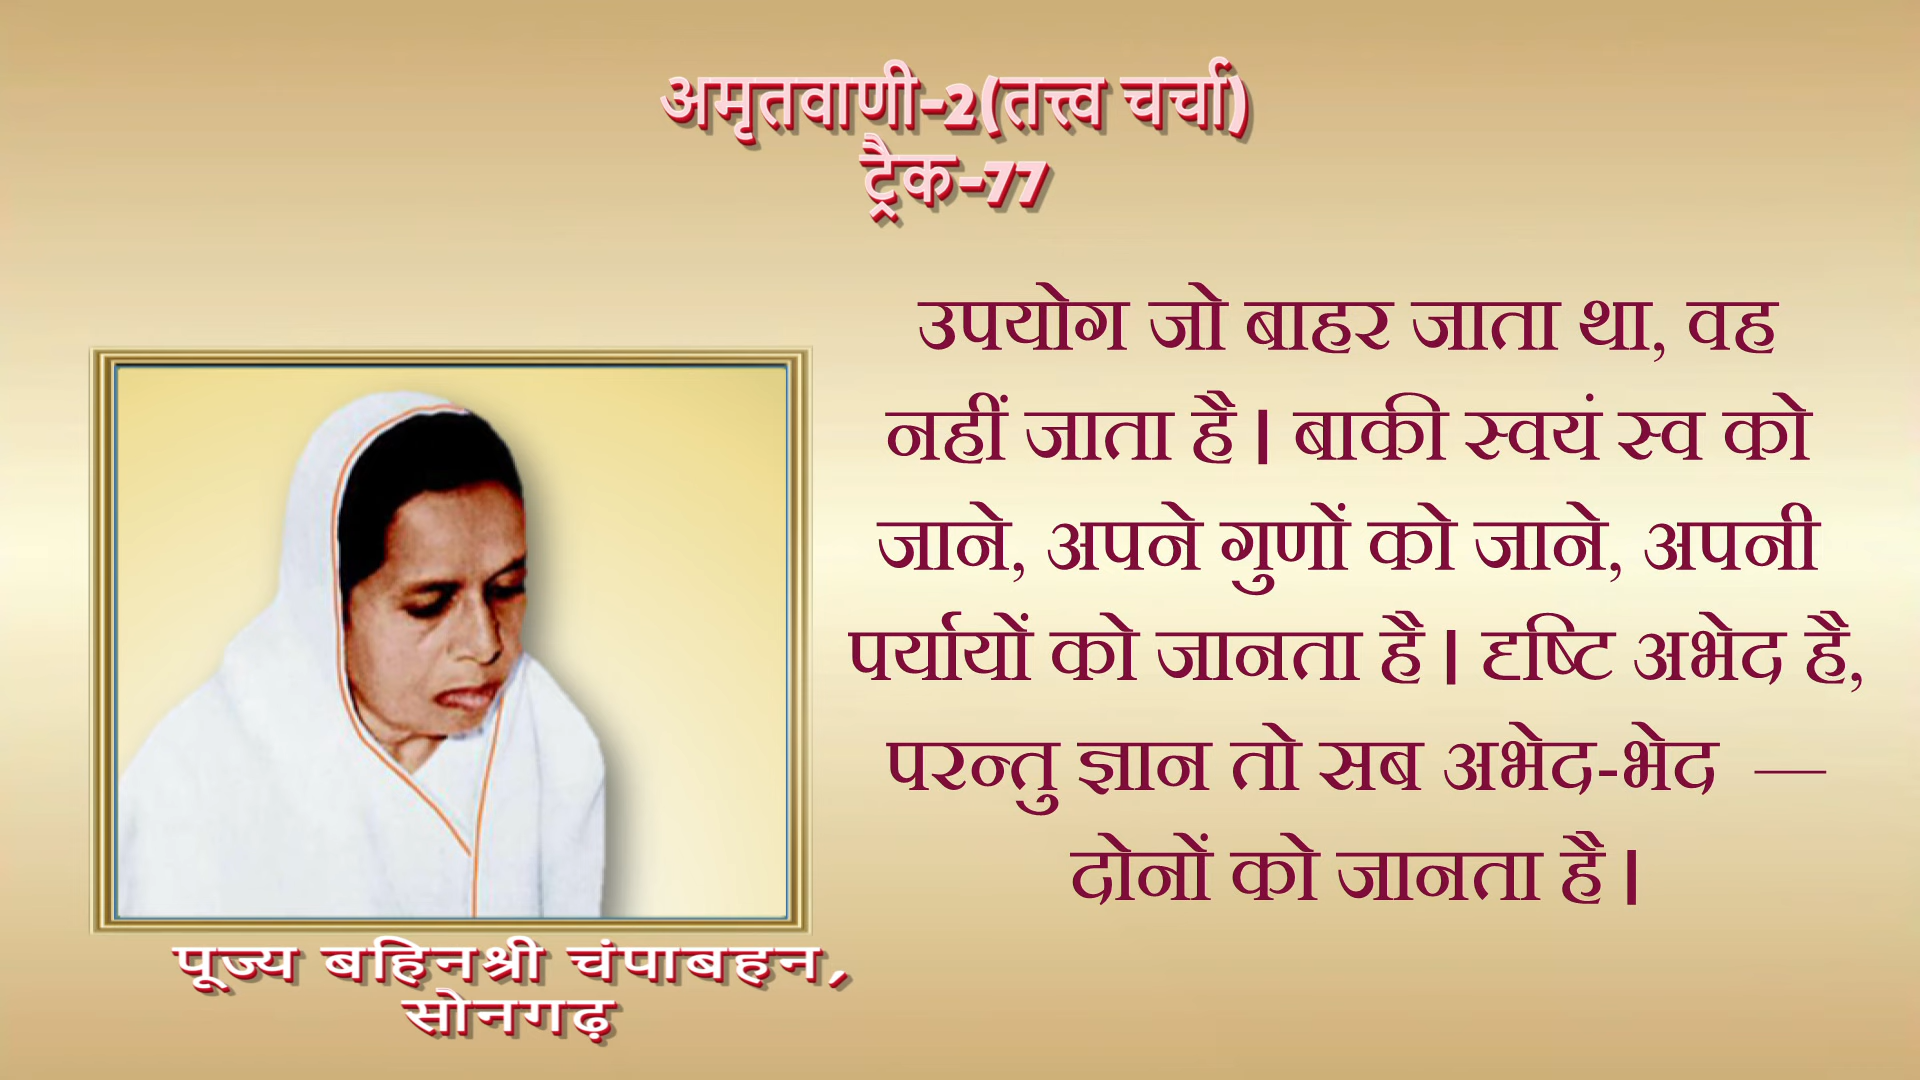 अमृतवाणी-2(तत्त्व चर्चा)
ट्रैक-77
उपयोग जो बाहर जाता था, वह
नहीं जाता है। बाकी स्वयं स्व को
जाने, अपने गुणों को जाने, अपनी
पर्यायों को जानता है। दृष्टि अभेद है,
परन्तु ज्ञान तो सब अभेद-भेद —
दोनों को जानता है।
पूज्य बहिनश्री चंपाबहन,
सोनगढ़